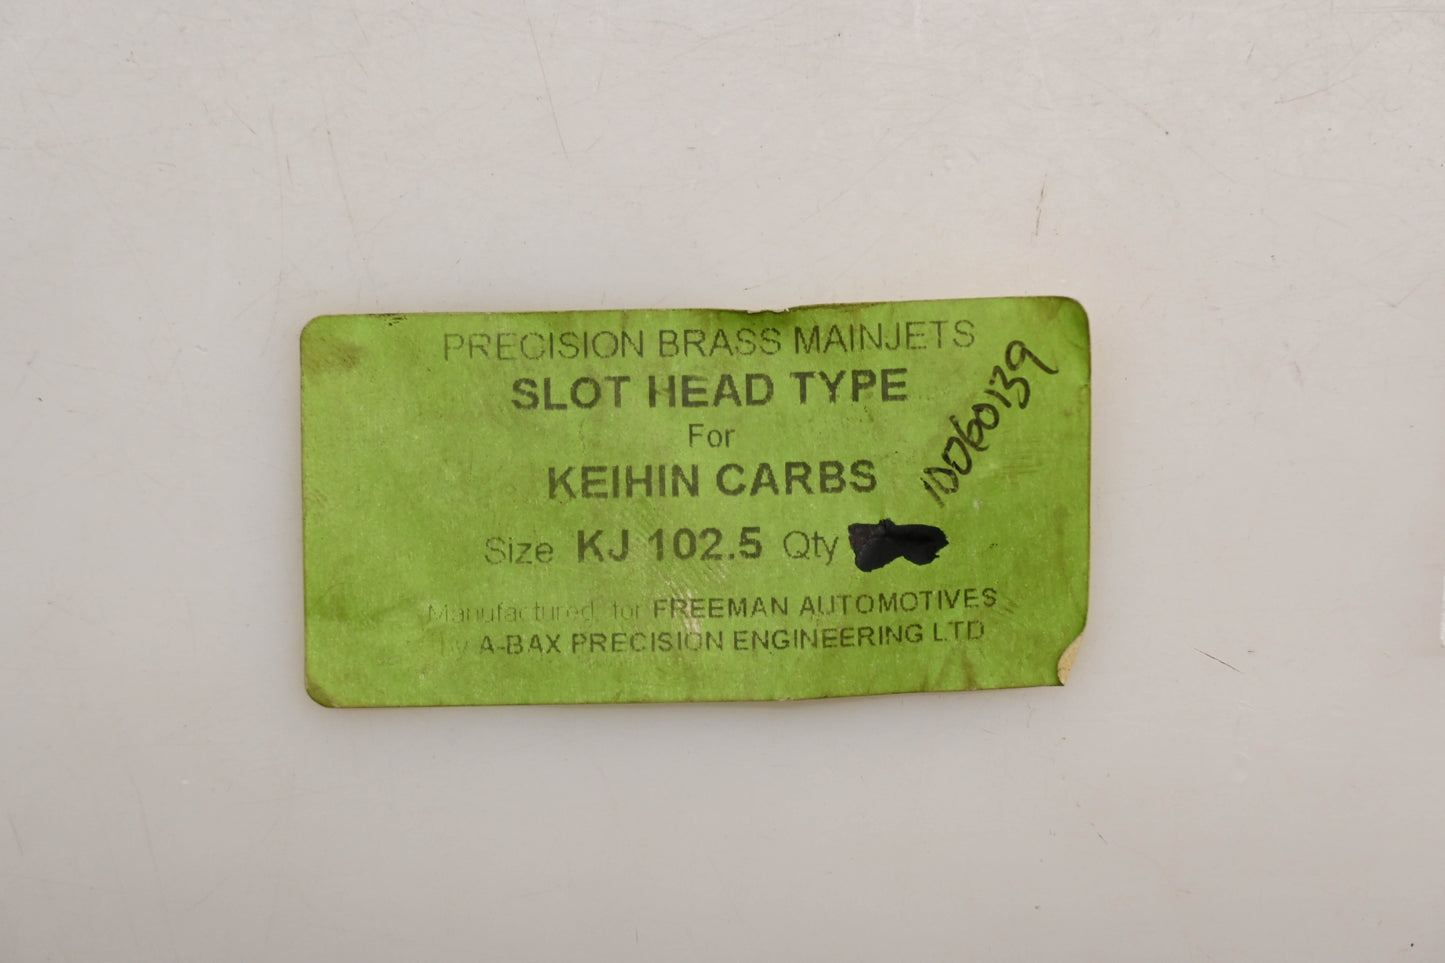 PRECISION BRASS MAINJETS
SLOT HEAD TYPE
For
KEIHIN CARBS
Size KJ 102.5 Qty
Manufactured for FREEMAN AUTOMOTIVES
by A-BAX PRECISION ENGINEERING LTD
10060139